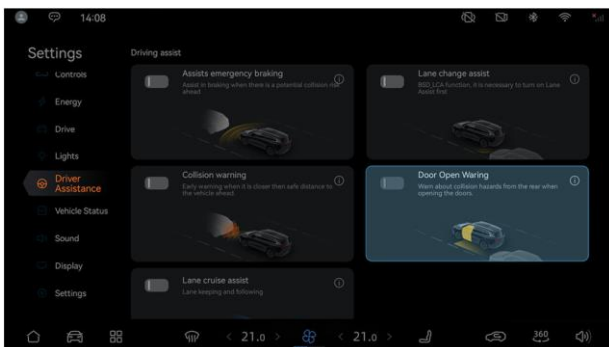 14:08
Settings
Controls
Energy
Drive
Lights
Driver
Assistance
Vehicle Status
Sound
Display
Settings
Driving assist
Assists emergency braking
Assist in braking when there is a potential collision risk
ahead
Lane change assist
BSD,LCA function, it is necessary to turn on Lane
Assist first
Collision warning
Early warning when it is closer then safe distance to
the vehicle ahead
Door Open Waring
Warn about collision hazards from the rear when
opening the doors.
Lane cruise assist
Lane keeping and following
< 21.0 >
< 21.0 >
360